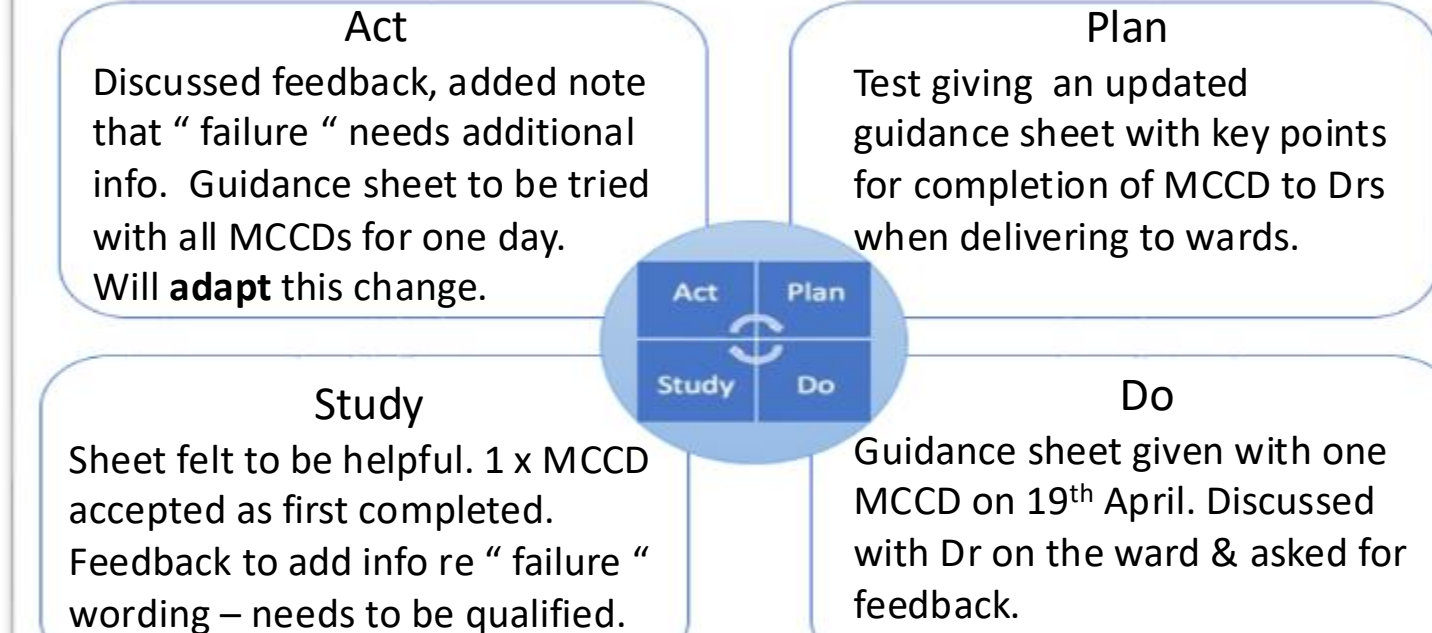 Act
Discussed feedback, added note
that “ failure “ needs additional
info. Guidance sheet to be tried
with all MCCDs for one day.
Will adapt this change.
Plan
Test giving an updated
guidance sheet with key points
for completion of MCCD to Drs
when delivering to wards.
Act
Plan
Study
Do
Study
Sheet felt to be helpful. 1 x MCCD
accepted as first completed.
Feedback to add info re “ failure “
wording – needs to be qualified.
Do
Guidance sheet given with one
MCCD on 19th April. Discussed
with Dr on the ward & asked for
feedback.